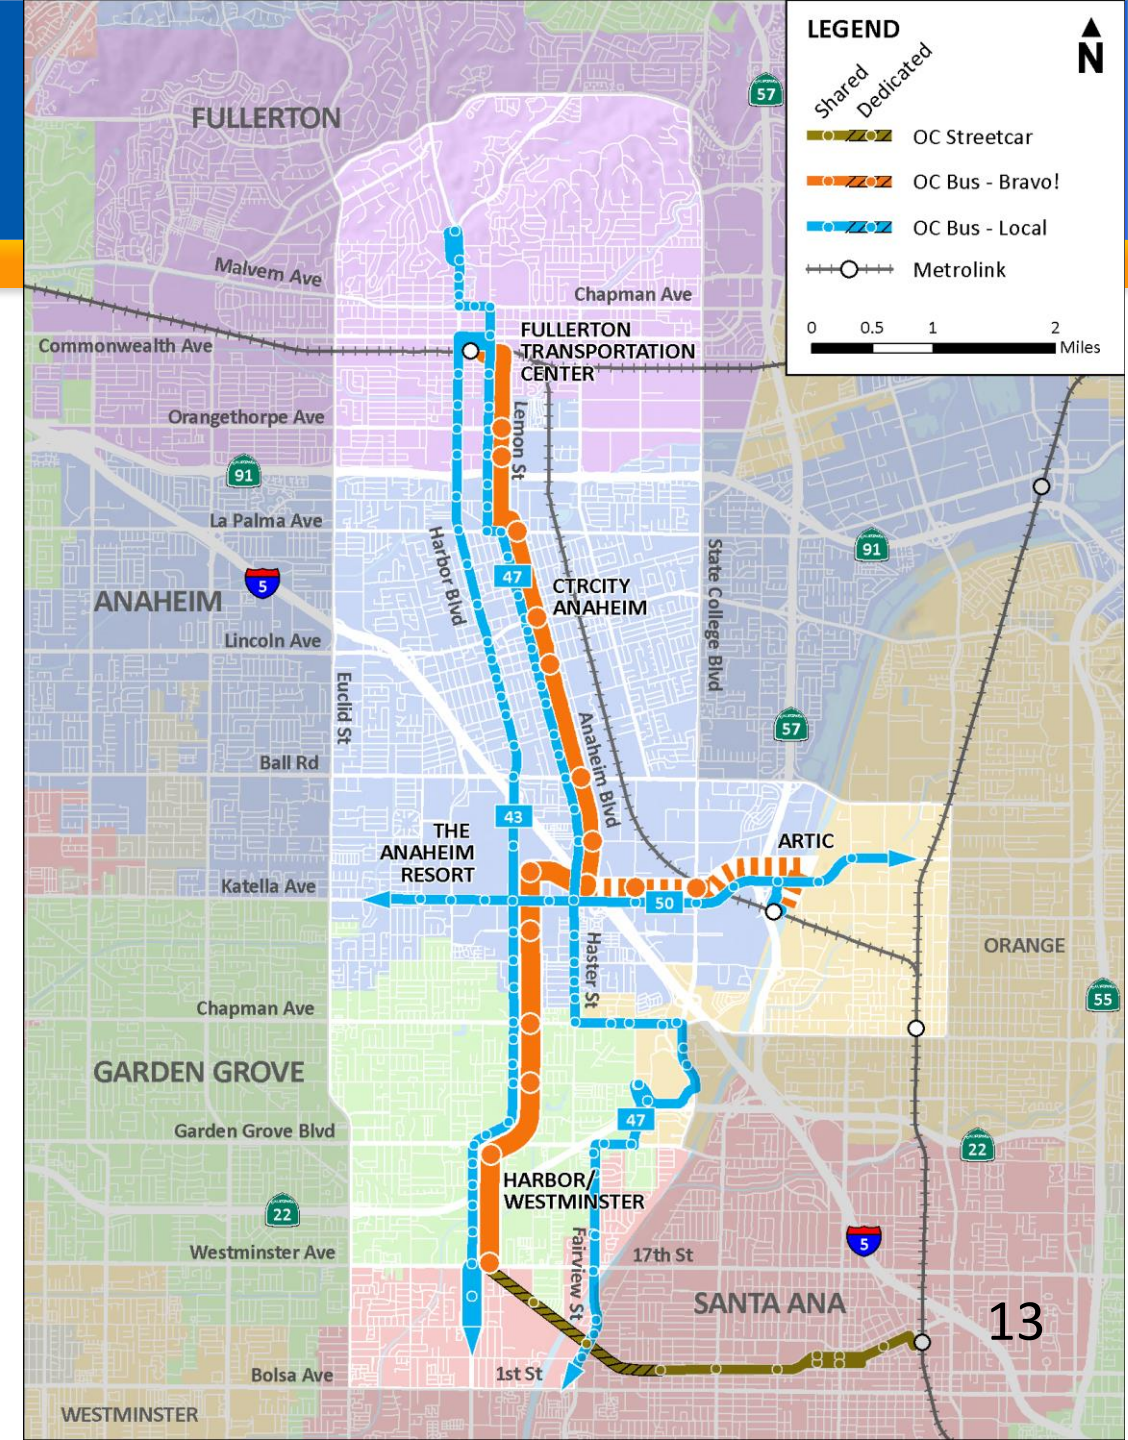 LEGEND
N
Shared
Dedicated
OC Streetcar
OC Bus - Bravo!
OC Bus - Local
Metrolink
0 0.5 1 2
Miles
57
FULLERTON
Malvern Ave
Chapman Ave
Commonwealth Ave
FULLERTON
TRANSPORTATION
CENTER
Orangethorpe Ave
Lemon St
91
La Palma Ave
Harbor Blvd
State College Blvd
91
5
47
CTRCITY
ANAHEIM
ANAHEIM
Lincoln Ave
Euclid St
57
Anaheim Blvd
Ball Rd
43
THE
ANAHEIM
RESORT
ARTIC
Katella Ave
50
Haster St
ORANGE
55
Chapman Ave
GARDEN GROVE
47
Garden Grove Blvd
22
HARBOR/
WESTMINSTER
22
Westminster Ave
Fairview St
17th St
5
SANTA ANA
13
Bolsa Ave
1st St
WESTMINSTER